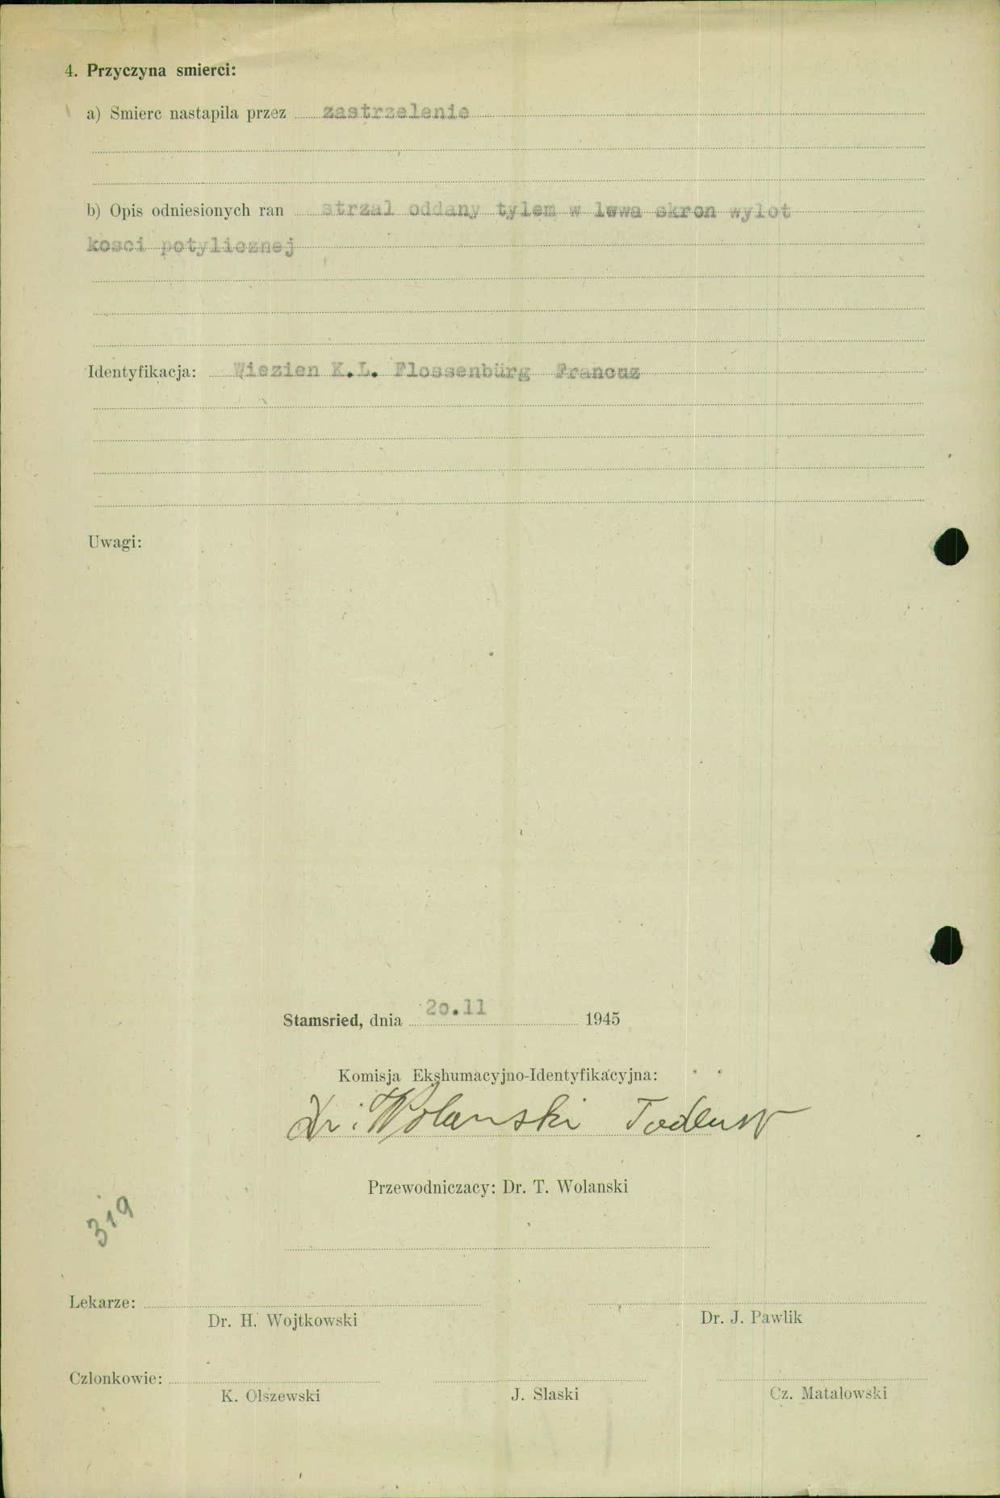 4. Przyczyna smierci:
a) Smierc nastapila przez zastrzelenie
b) Opis odniesionych ran strzal oddany tylem w lewa skron wylot
kosci potylicznej
Identyfikacja: Wiezien K.L. Flossenbürg Francuz
Uwagi:
Stamsried, dnia 20.11 1945
Komisja Ekshumacyjno-Identyfikacyjna:
Dr: Wolanski Tadeusz
Przewodniczacy: Dr. T. Wolanski
319
Lekarze:
Dr. H. Wojtkowski Dr. J. Pawlik
Czlonkowie:
K. Olszewski J. Slaski Cz. Matalowski